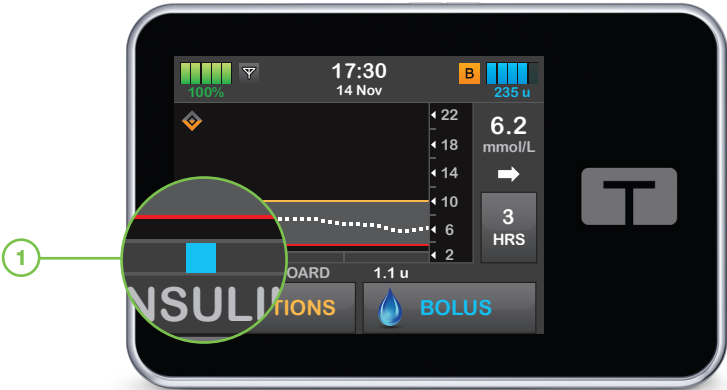 17:30
14 Nov
100%
B
235 u
22
18
14
10
6
2
6.2
mmol/L
3
HRS
1
NSULI
OARD 1.1 u
TIONS
BOLUS
T